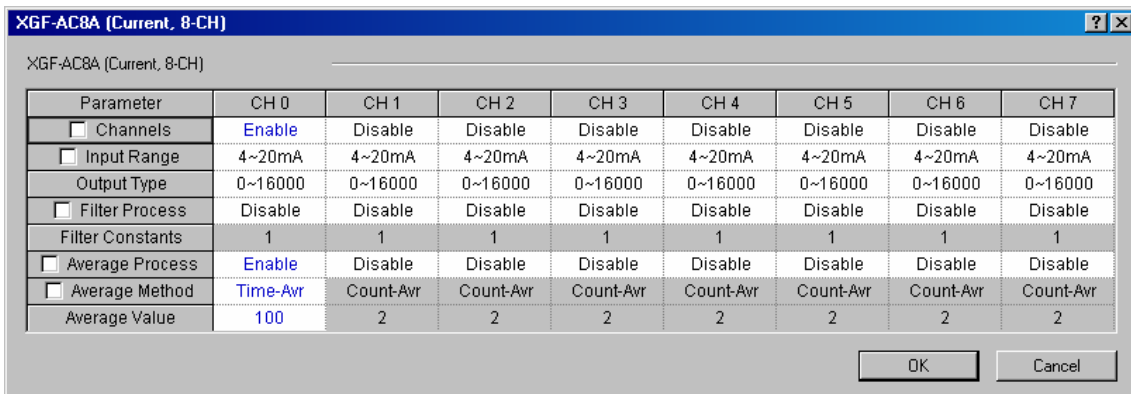 XGF-AC8A (Current, 8-CH)
XGF-AC8A (Current, 8-CH)
Parameter CH 0 CH 1 CH 2 CH 3 CH 4 CH 5 CH 6 CH 7
Channels Enable Disable Disable Disable Disable Disable Disable Disable
Input Range 4~20mA 4~20mA 4~20mA 4~20mA 4~20mA 4~20mA 4~20mA 4~20mA
Output Type 0~16000 0~16000 0~16000 0~16000 0~16000 0~16000 0~16000 0~16000
Filter Process Disable Disable Disable Disable Disable Disable Disable Disable
Filter Constants 1 1 1 1 1 1 1 1
Average Process Enable Disable Disable Disable Disable Disable Disable Disable
Average Method Time-Avr Count-Avr Count-Avr Count-Avr Count-Avr Count-Avr Count-Avr Count-Avr
Average Value 100 2 2 2 2 2 2 2
OK Cancel